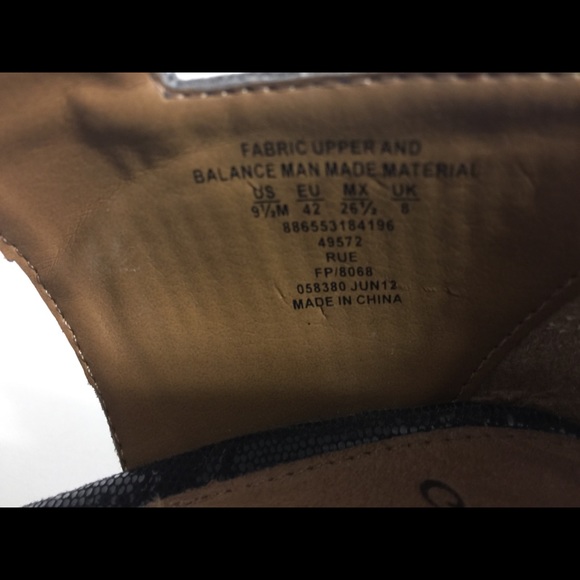 FABRIC UPPER AND
BALANCE MAN MADE MATERIAL
US EU MX UK
9½M 42 26½ 8
886553184196
49572
RUE
FP/8068
058380 JUN12
MADE IN CHINA